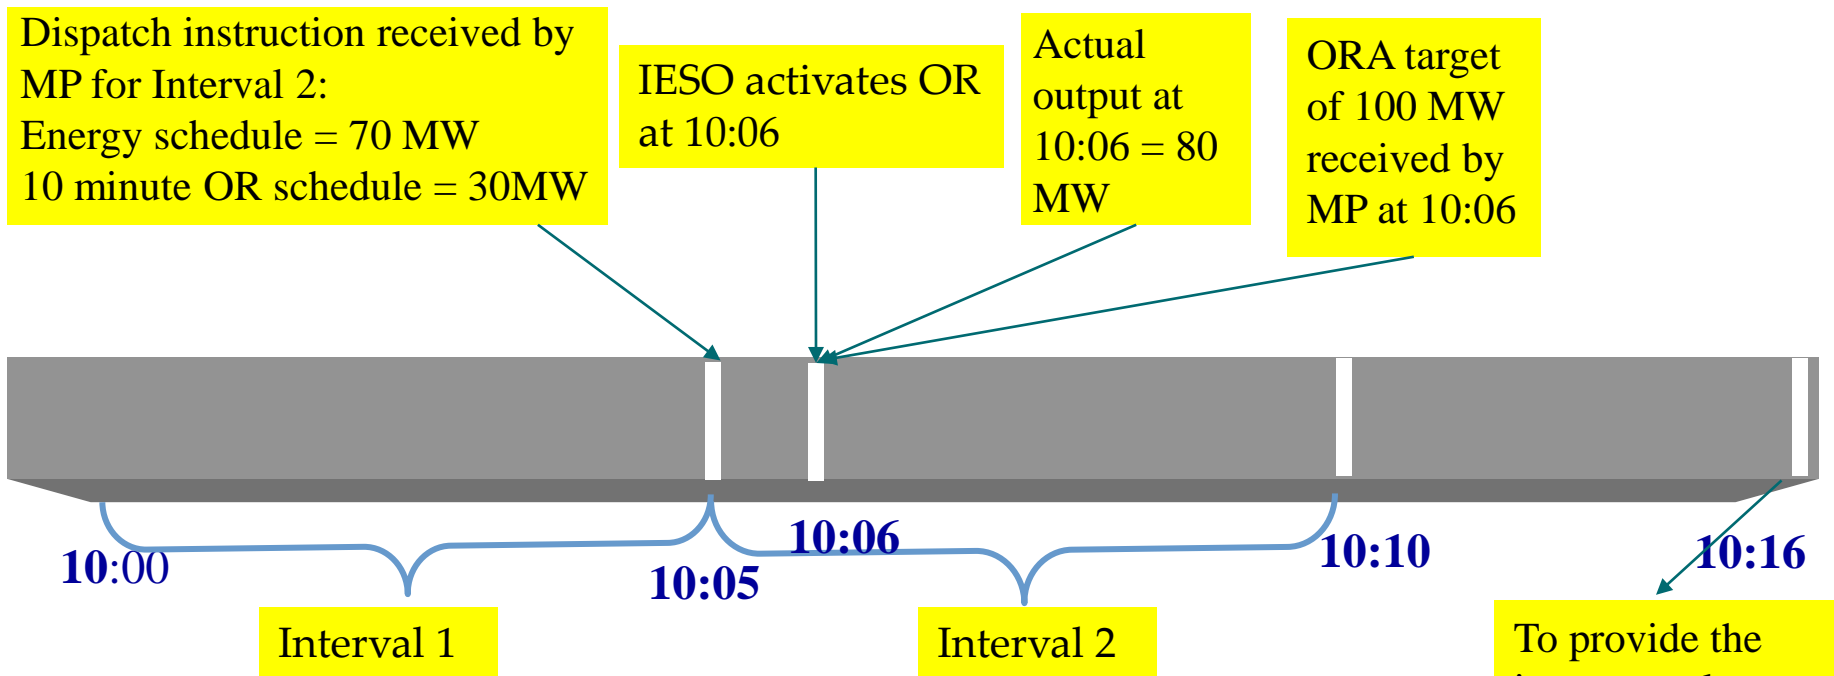 Dispatch instruction received by
MP for Interval 2:
Energy schedule = 70 MW
10 minute OR schedule = 30MW
IESO activates OR
at 10:06
Actual
output at
10:06 = 80
MW
ORA target
of 100 MW
received by
MP at 10:06
10:00
10:05
10:06
10:10
10:16
Interval 1
Interval 2
To provide the